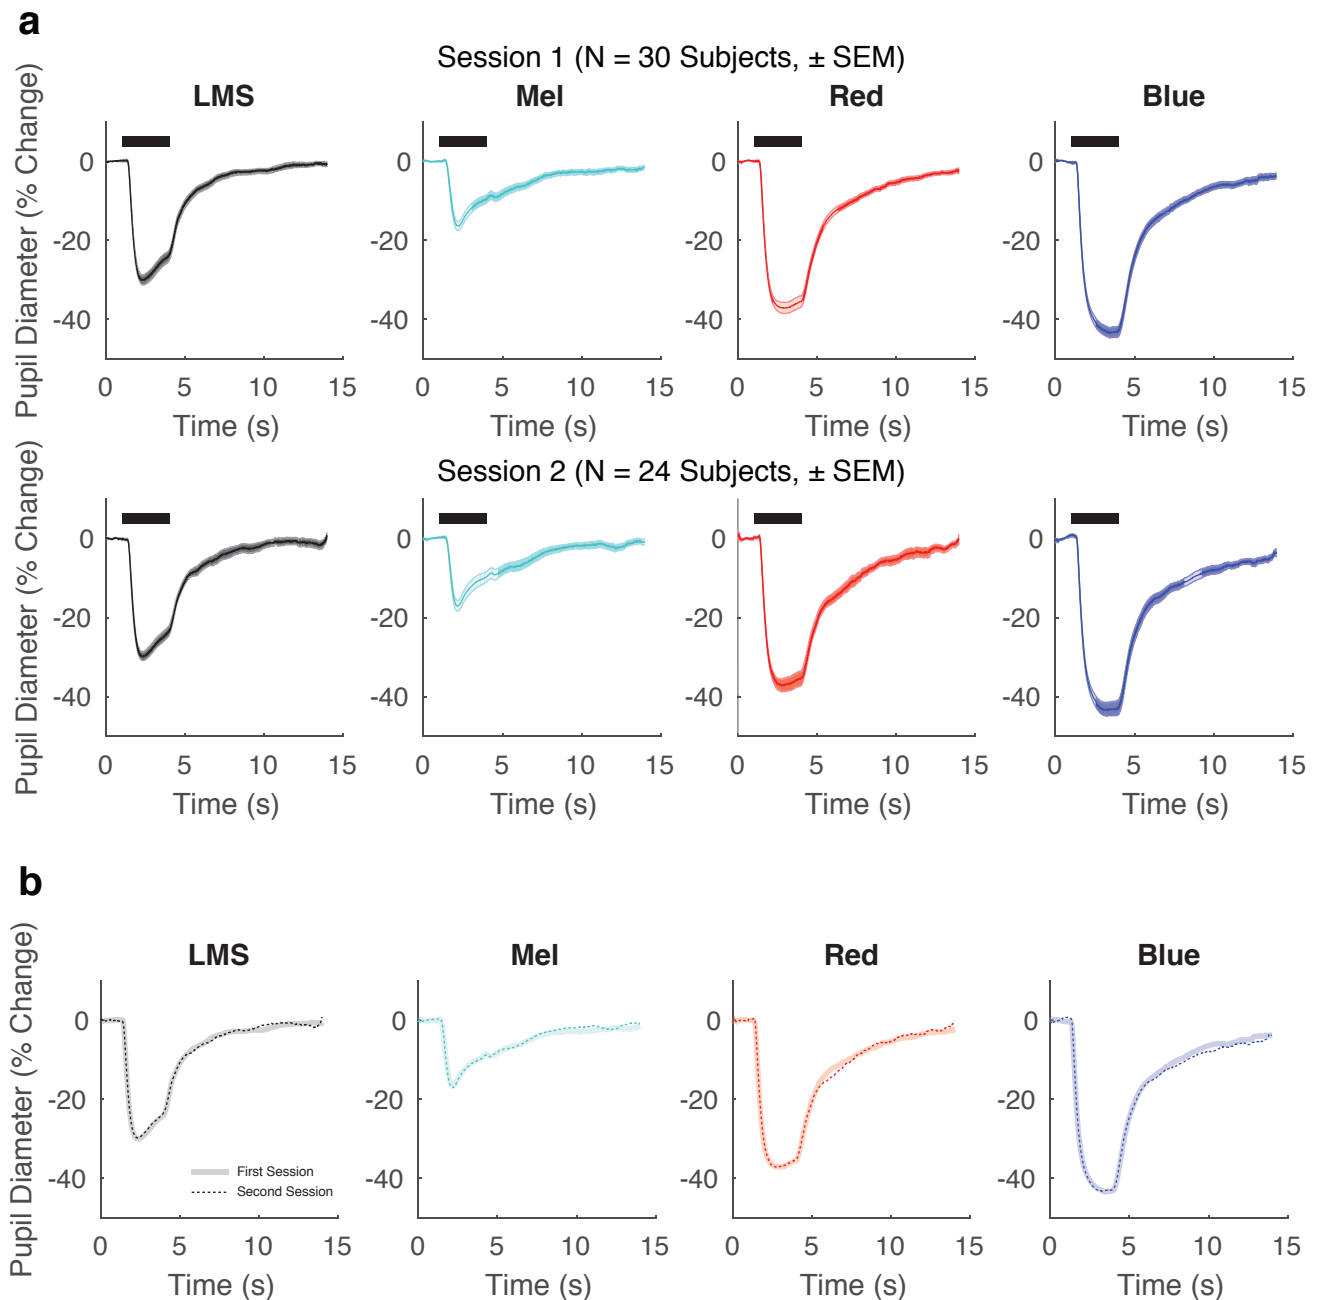 a
Session 1 (N = 30 Subjects, ± SEM)
LMS Mel Red Blue
Pupil Diameter (% Change)
0 0 0 0
-20 -20 -20 -20
-40 -40 -40 -40
0 5 10 15 0 5 10 15 0 5 10 15 0 5 10 15
Time (s) Time (s) Time (s) Time (s)
Session 2 (N = 24 Subjects, ± SEM)
Pupil Diameter (% Change)
0 0 0 0
-20 -20 -20 -20
-40 -40 -40 -40
0 5 10 15 0 5 10 15 0 5 10 15 0 5 10 15
Time (s) Time (s) Time (s) Time (s)
b
LMS Mel Red Blue
Pupil Diameter (% Change)
0 0 0 0
-20 -20 -20 -20
-40 -40 -40 -40
First Session
Second Session
0 5 10 15 0 5 10 15 0 5 10 15 0 5 10 15
Time (s) Time (s) Time (s) Time (s)